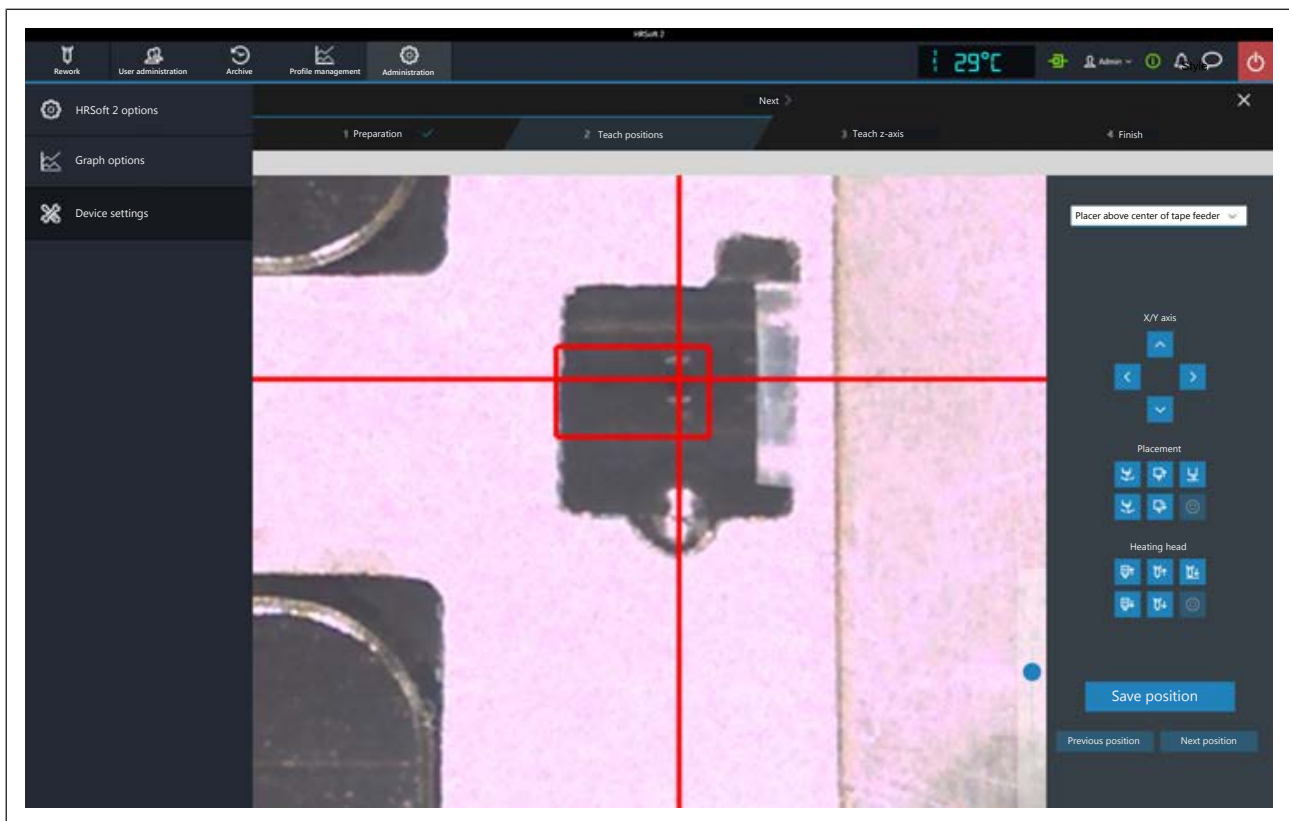 HRSoft 2
Rework
User administration
Archive
Profile management
Administration
29°C
Admin
Style
HRSoft 2 options
Graph options
Device settings
Next
1 Preparation
2 Teach positions
3 Teach z-axis
4 Finish
Placer above center of tape feeder
X/Y axis
Placement
Heating head
Save position
Previous position
Next position